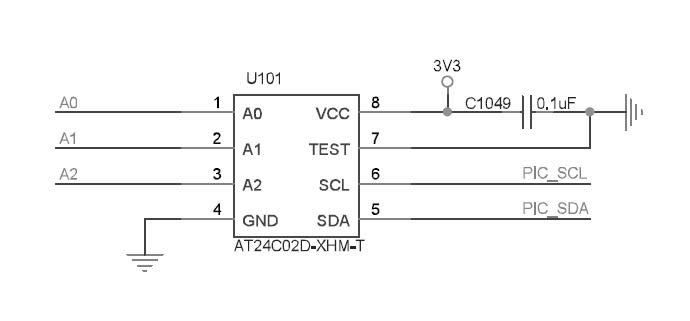 3V3
U101
C1049 0.1uF
A0 1 A0 VCC 8
A1 2 A1 TEST 7
A2 3 A2 SCL 6 PIC_SCL
4 GND SDA 5 PIC_SDA
AT24C02D-XHM-T